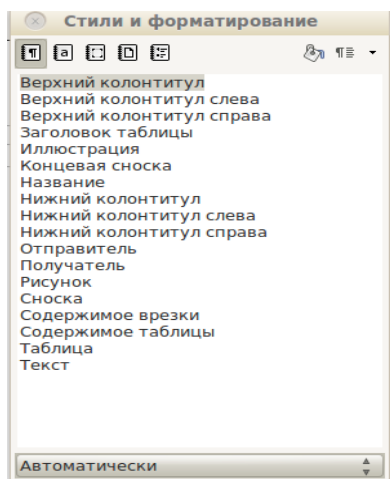 Стили и форматирование
Верхний колонтитул
Верхний колонтитул слева
Верхний колонтитул справа
Заголовок таблицы
Иллюстрация
Концевая сноска
Название
Нижний колонтитул
Нижний колонтитул слева
Нижний колонтитул справа
Отправитель
Получатель
Рисунок
Сноска
Содержимое врезки
Содержимое таблицы
Таблица
Текст
Автоматически